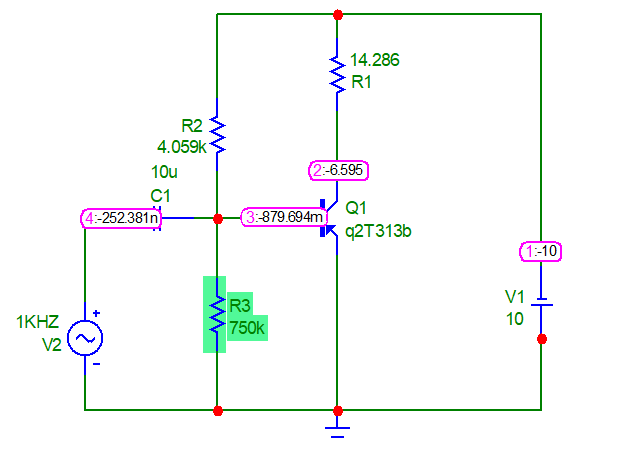 14.286
R1
R2
4.059k
10u
C1
2:-6.595
4:-252.381n
3:-879.694m
Q1
q2T313b
1:-10
R3
750k
V1
10
1KHZ
V2